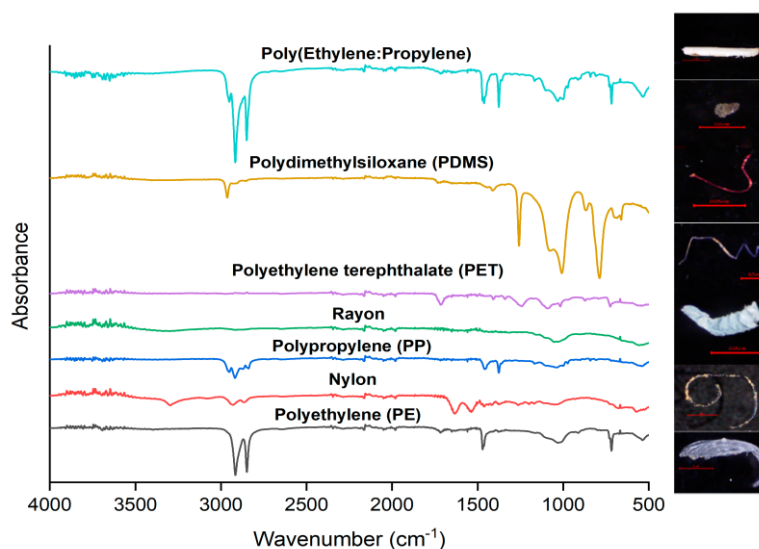 Poly(Ethylene:Propylene)
Polydimethylsiloxane (PDMS)
Polyethylene terephthalate (PET)
Rayon
Polypropylene (PP)
Nylon
Polyethylene (PE)
Absorbance
4000 3500 3000 2500 2000 1500 1000 500
Wavenumber (cm⁻¹)